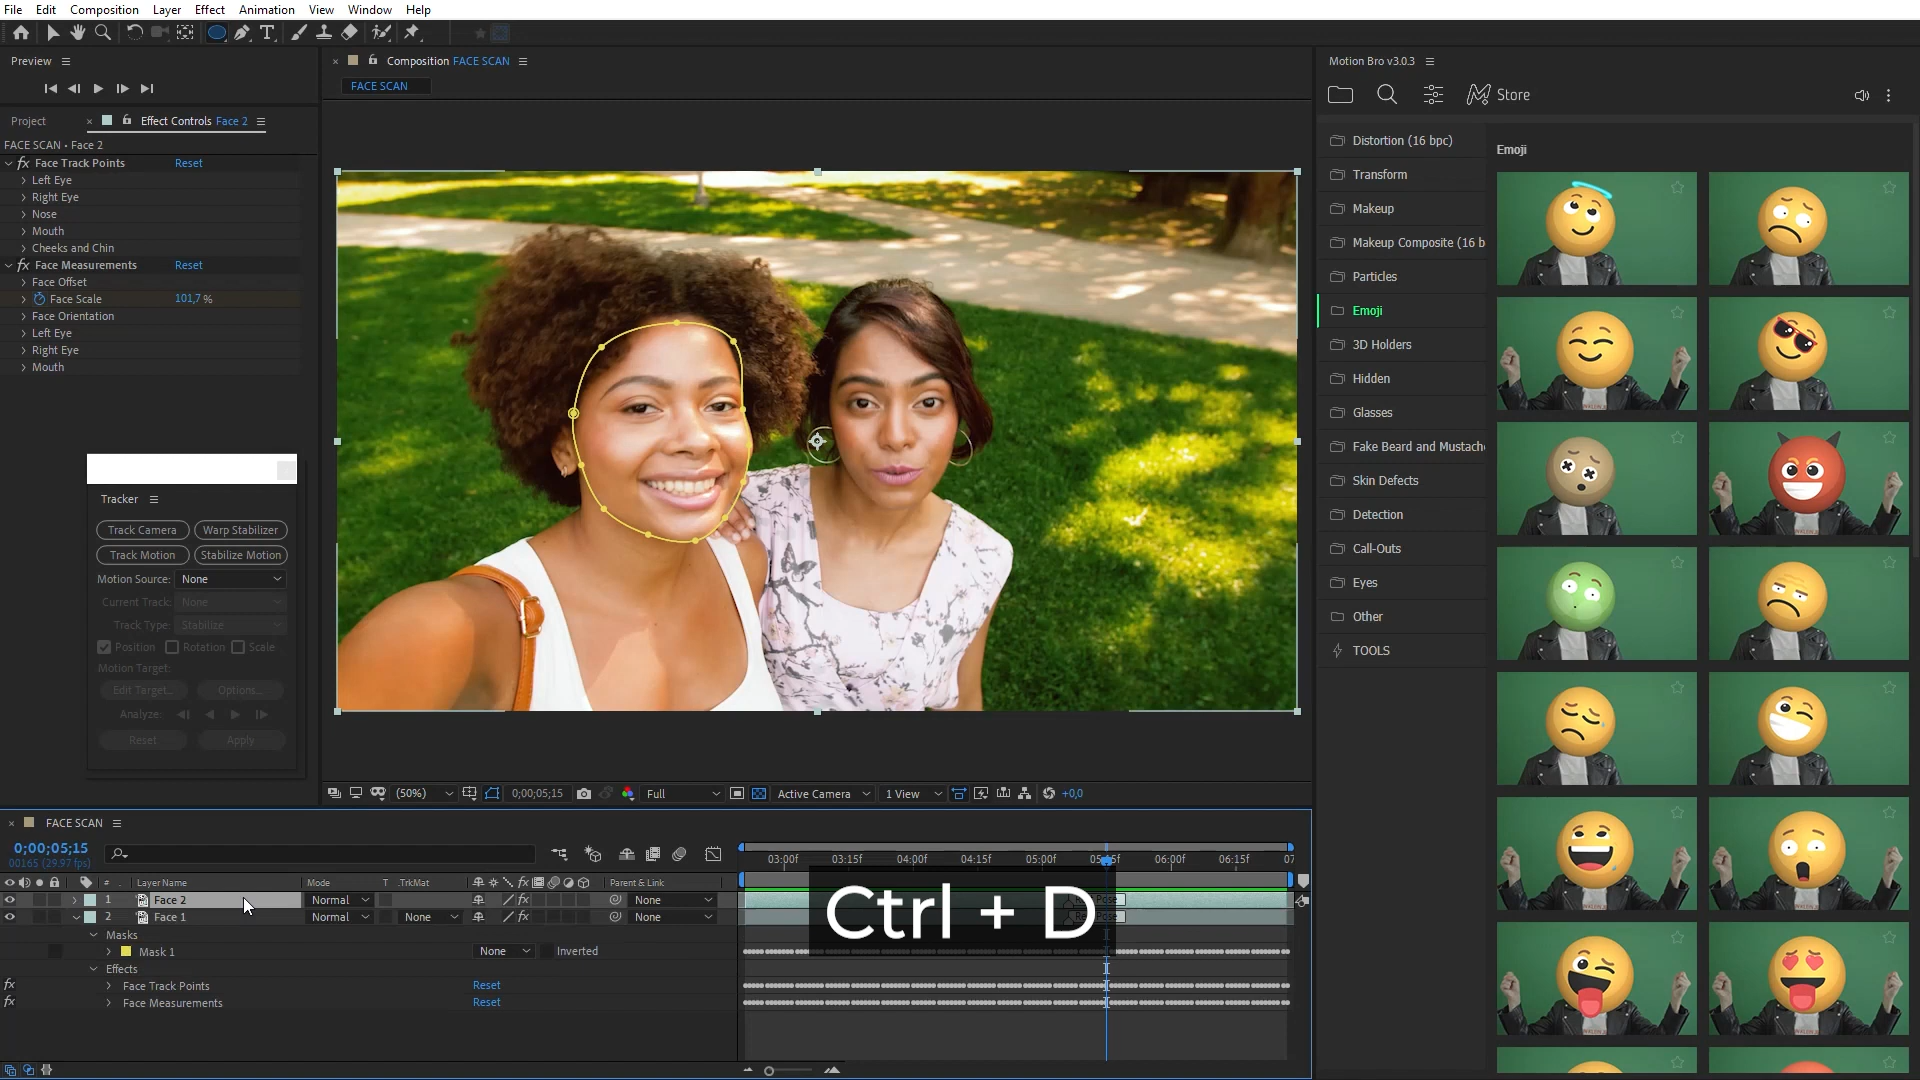 File Edit Composition Layer Effect Animation View Window Help
Preview
Composition FACE SCAN
FACE SCAN
Project
Effect Controls Face 2
FACE SCAN • Face 2
Face Track Points Reset
Left Eye
Right Eye
Nose
Mouth
Cheeks and Chin
Face Measurements Reset
Face Offset
Face Scale 101,7 %
Face Orientation
Left Eye
Right Eye
Mouth
Tracker
Track Camera Warp Stabilizer
Track Motion Stabilize Motion
Motion Source: None
Current Track: None
Track Type: Stabilize
Position Rotation Scale
Motion Target:
Edit Target... Options...
Analyze:
Reset Apply
(50%) 0;00;05;15 Full Active Camera 1 View +0,0
Motion Bro v3.0.3
Store
Distortion (16 bpc)
Transform
Makeup
Makeup Composite (16 b
Particles
Emoji
3D Holders
Hidden
Glasses
Fake Beard and Mustach
Skin Defects
Detection
Call-Outs
Eyes
Other
TOOLS
Emoji
FACE SCAN
0;00;05;15
00165 (29.97 fps)
03:00f 03:15f 04:00f 04:15f 05:00f 05:15f 06:00f 06:15f 07
# Layer Name Mode T .TrkMat Parent & Link
1 Face 2 Normal None
2 Face 1 Normal None None
Masks
Mask 1 None Inverted
Effects
Face Track Points Reset
Face Measurements Reset
Ctrl + D